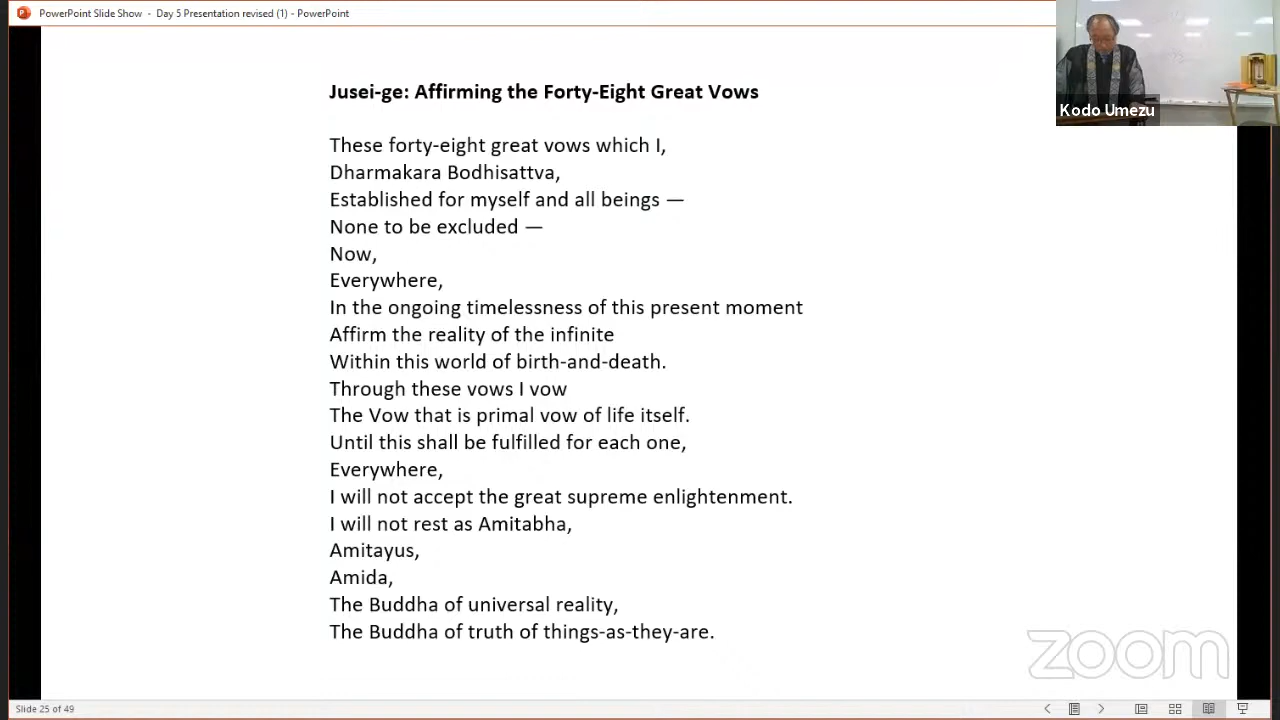 PowerPoint Slide Show - Day 5 Presentation revised (1) - PowerPoint
Kodo Umezu
Jusei-ge: Affirming the Forty-Eight Great Vows
These forty-eight great vows which I,
Dharmakara Bodhisattva,
Established for myself and all beings —
None to be excluded —
Now,
Everywhere,
In the ongoing timelessness of this present moment
Affirm the reality of the infinite
Within this world of birth-and-death.
Through these vows I vow
The Vow that is primal vow of life itself.
Until this shall be fulfilled for each one,
Everywhere,
I will not accept the great supreme enlightenment.
I will not rest as Amitabha,
Amitayus,
Amida,
The Buddha of universal reality,
The Buddha of truth of things-as-they-are.
zoom
Slide 25 of 49